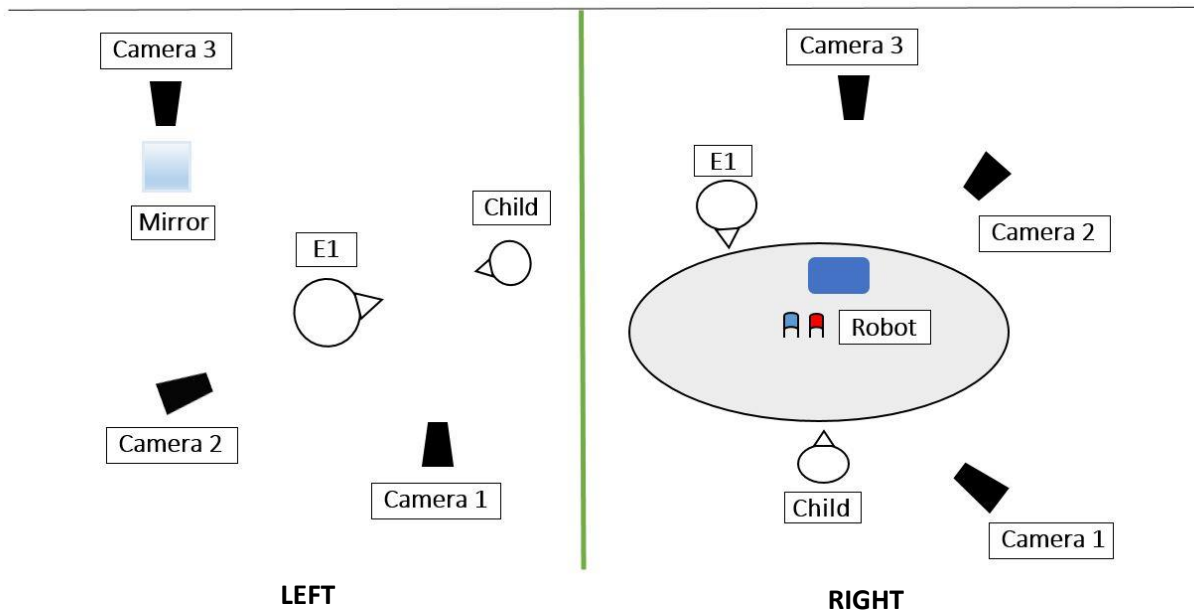 Camera 3
Mirror
Child
E1
Camera 2
Camera 1
LEFT
Camera 3
E1
Camera 2
Robot
Child
Camera 1
RIGHT